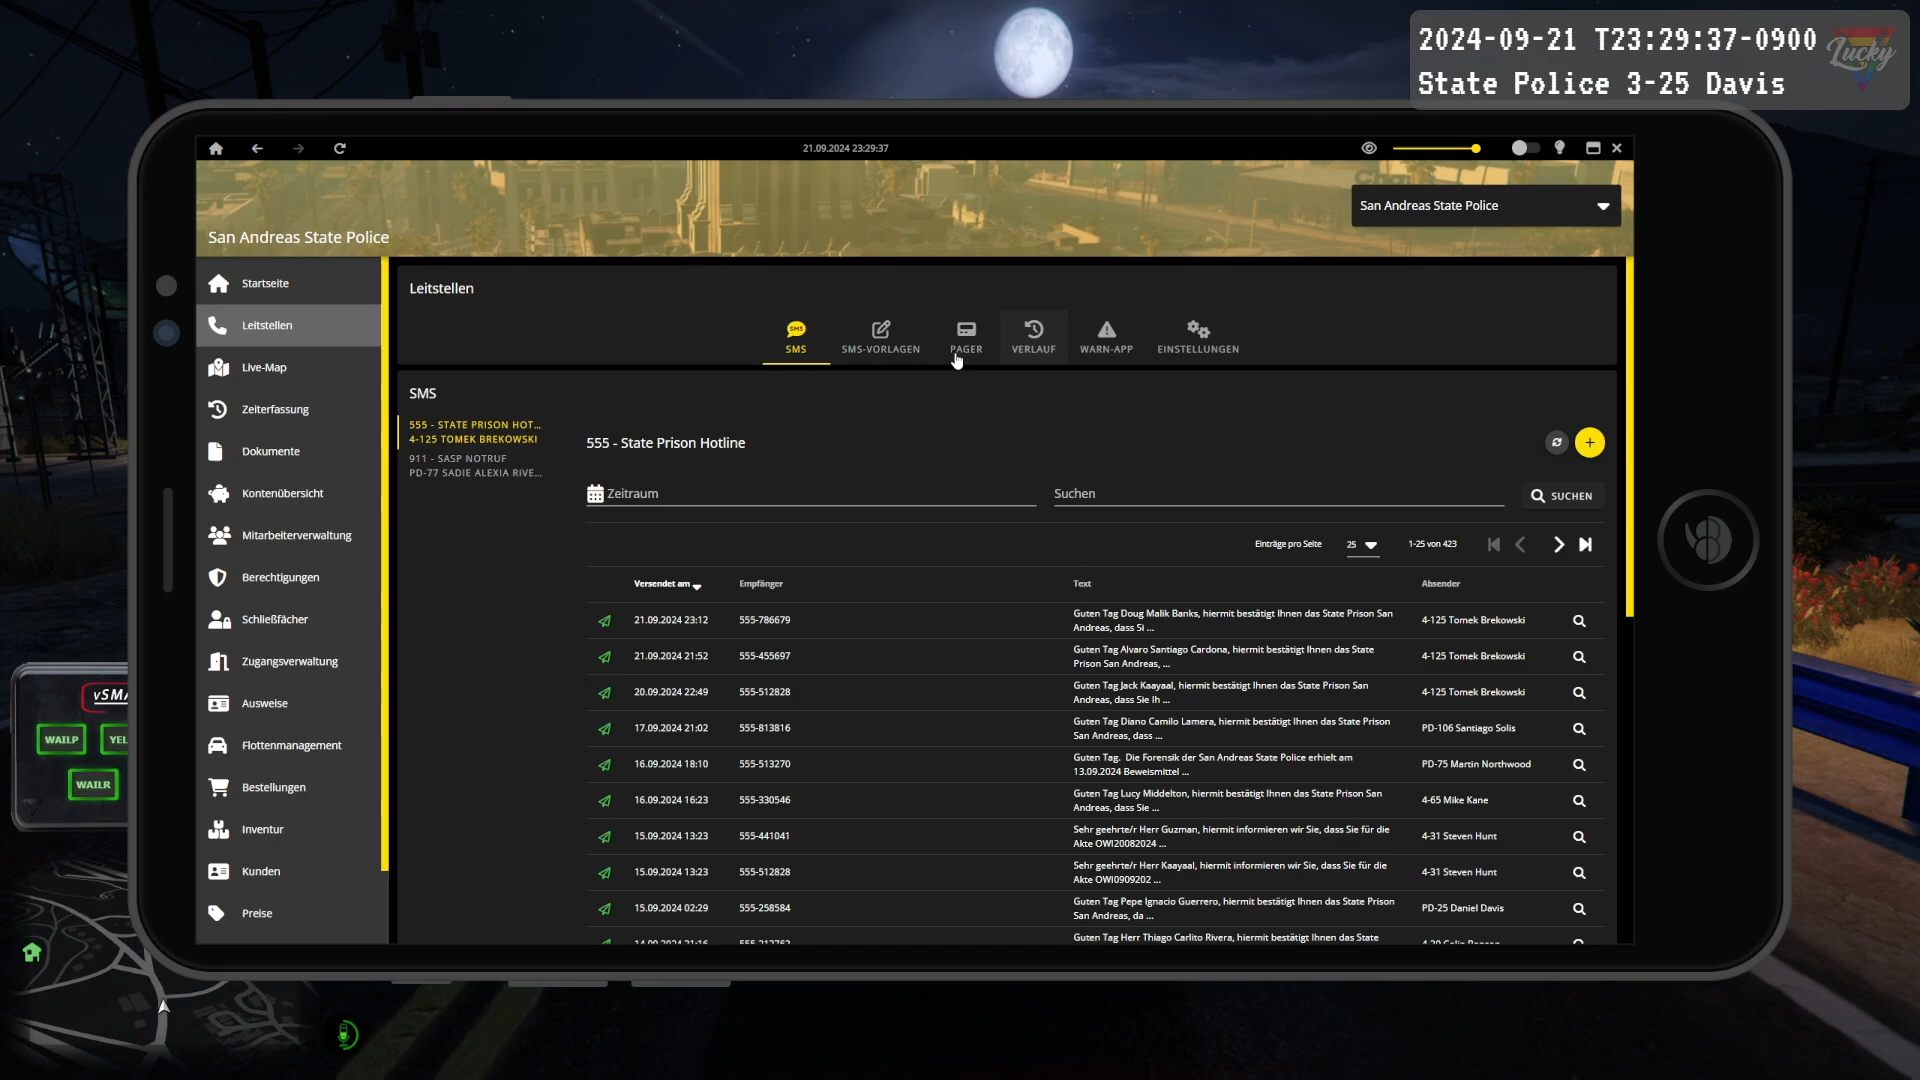 2024-09-21 T23:29:37-0900
State Police 3-25 Davis
Lucky
21.09.2024 23:29:37
San Andreas State Police
San Andreas State Police
Startseite
Leitstellen
Live-Map
Zeiterfassung
Dokumente
Kontenübersicht
Mitarbeiterverwaltung
Berechtigungen
Schließfächer
Zugangsverwaltung
Ausweise
Flottenmanagement
Bestellungen
Inventur
Kunden
Preise
Leitstellen
SMS
SMS
SMS-VORLAGEN
PAGER
VERLAUF
WARN-APP
EINSTELLUNGEN
SMS
555 - STATE PRISON HOT...
4-125 TOMEK BREKOWSKI
911 - SASP NOTRUF
PD-77 SADIE ALEXIA RIVE...
555 - State Prison Hotline
Zeitraum
Suchen
SUCHEN
Einträge pro Seite 25 1-25 von 423
Versendet am Empfänger Text Absender
21.09.2024 23:12 555-786679 Guten Tag Doug Malik Banks, hiermit bestätigt Ihnen das State Prison San
Andreas, dass Si ... 4-125 Tomek Brekowski
21.09.2024 21:52 555-455697 Guten Tag Alvaro Santiago Cardona, hiermit bestätigt Ihnen das State
Prison San Andreas, ... 4-125 Tomek Brekowski
20.09.2024 22:49 555-512828 Guten Tag Jack Kaayaal, hiermit bestätigt Ihnen das State Prison San
Andreas, dass Sie Ih ... 4-125 Tomek Brekowski
17.09.2024 21:02 555-813816 Guten Tag Diano Camilo Lamera, hiermit bestätigt Ihnen das State Prison
San Andreas, dass ... PD-106 Santiago Solis
16.09.2024 18:10 555-513270 Guten Tag. Die Forensik der San Andreas State Police erhielt am
13.09.2024 Beweismittel ... PD-75 Martin Northwood
16.09.2024 16:23 555-330546 Guten Tag Lucy Middelton, hiermit bestätigt Ihnen das State Prison San
Andreas, dass Sie ... 4-65 Mike Kane
15.09.2024 13:23 555-441041 Sehr geehrte/r Herr Guzman, hiermit informieren wir Sie, dass Sie für die
Akte OWI20082024 ... 4-31 Steven Hunt
15.09.2024 13:23 555-512828 Sehr geehrte/r Herr Kaayaal, hiermit informieren wir Sie, dass Sie für die
Akte OWI0909202 ... 4-31 Steven Hunt
15.09.2024 02:29 555-258584 Guten Tag Pepe Ignacio Guerrero, hiermit bestätigt Ihnen das State Prison
San Andreas, da ... PD-25 Daniel Davis
Guten Tag Herr Thiago Carlito Rivera, hiermit bestätigt Ihnen das State
vSMA
WAILP
YEL
WAILR